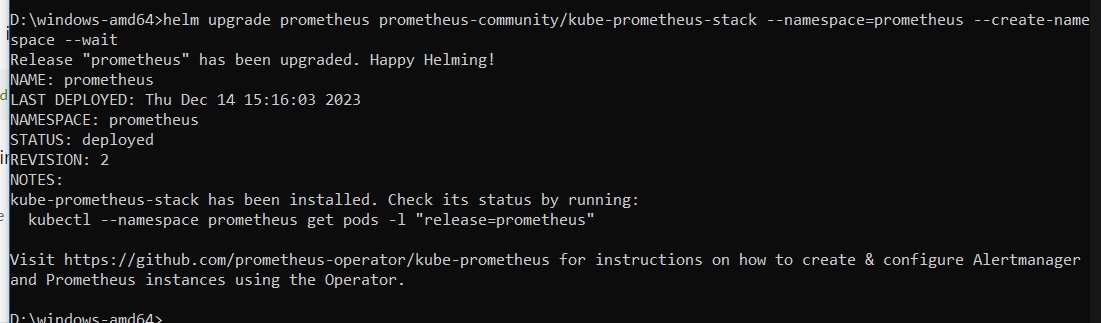 D:\windows-amd64>helm upgrade prometheus prometheus-community/kube-prometheus-stack --namespace=prometheus --create-name
space --wait
Release "prometheus" has been upgraded. Happy Helming!
NAME: prometheus
LAST DEPLOYED: Thu Dec 14 15:16:03 2023
NAMESPACE: prometheus
STATUS: deployed
REVISION: 2
NOTES:
kube-prometheus-stack has been installed. Check its status by running:
  kubectl --namespace prometheus get pods -l "release=prometheus"

Visit https://github.com/prometheus-operator/kube-prometheus for instructions on how to create & configure Alertmanager
and Prometheus instances using the Operator.

D:\windows-amd64>